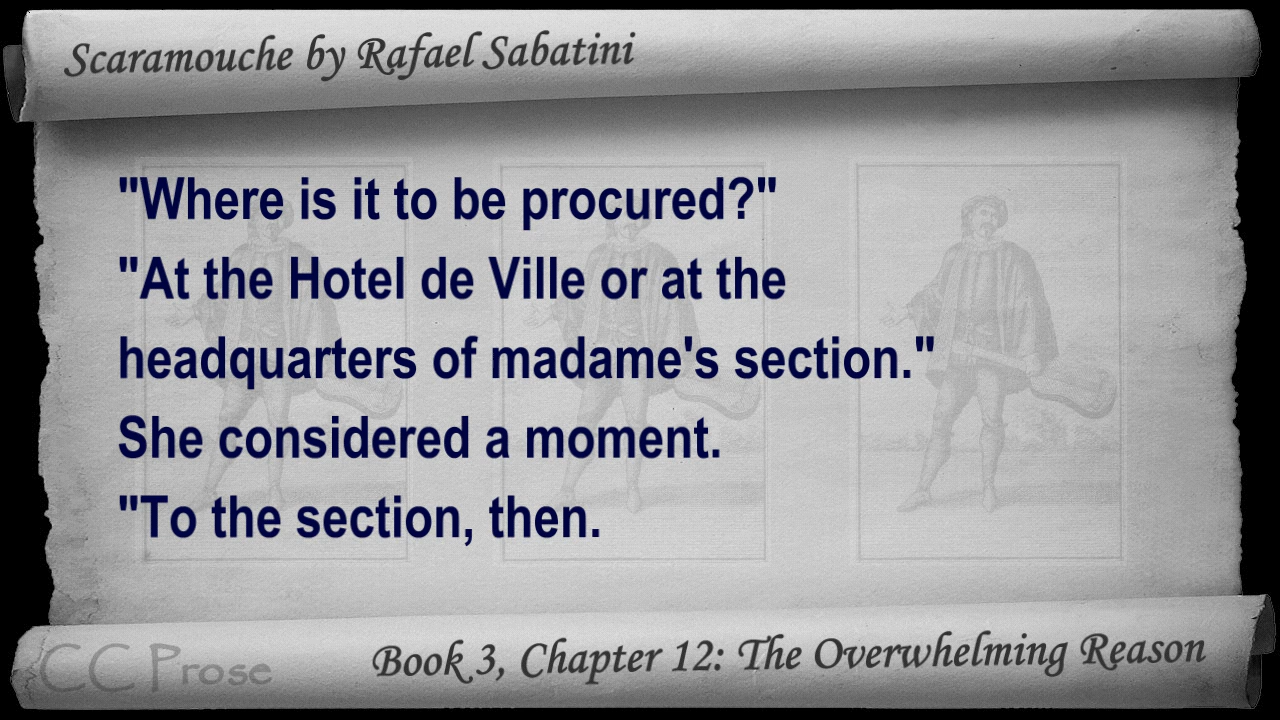 Scaramouche by Rafael Sabatini
"Where is it to be procured?"
"At the Hotel de Ville or at the
headquarters of madame's section."
She considered a moment.
"To the section, then.
CC Prose
Book 3, Chapter 12: The Overwhelming Reason